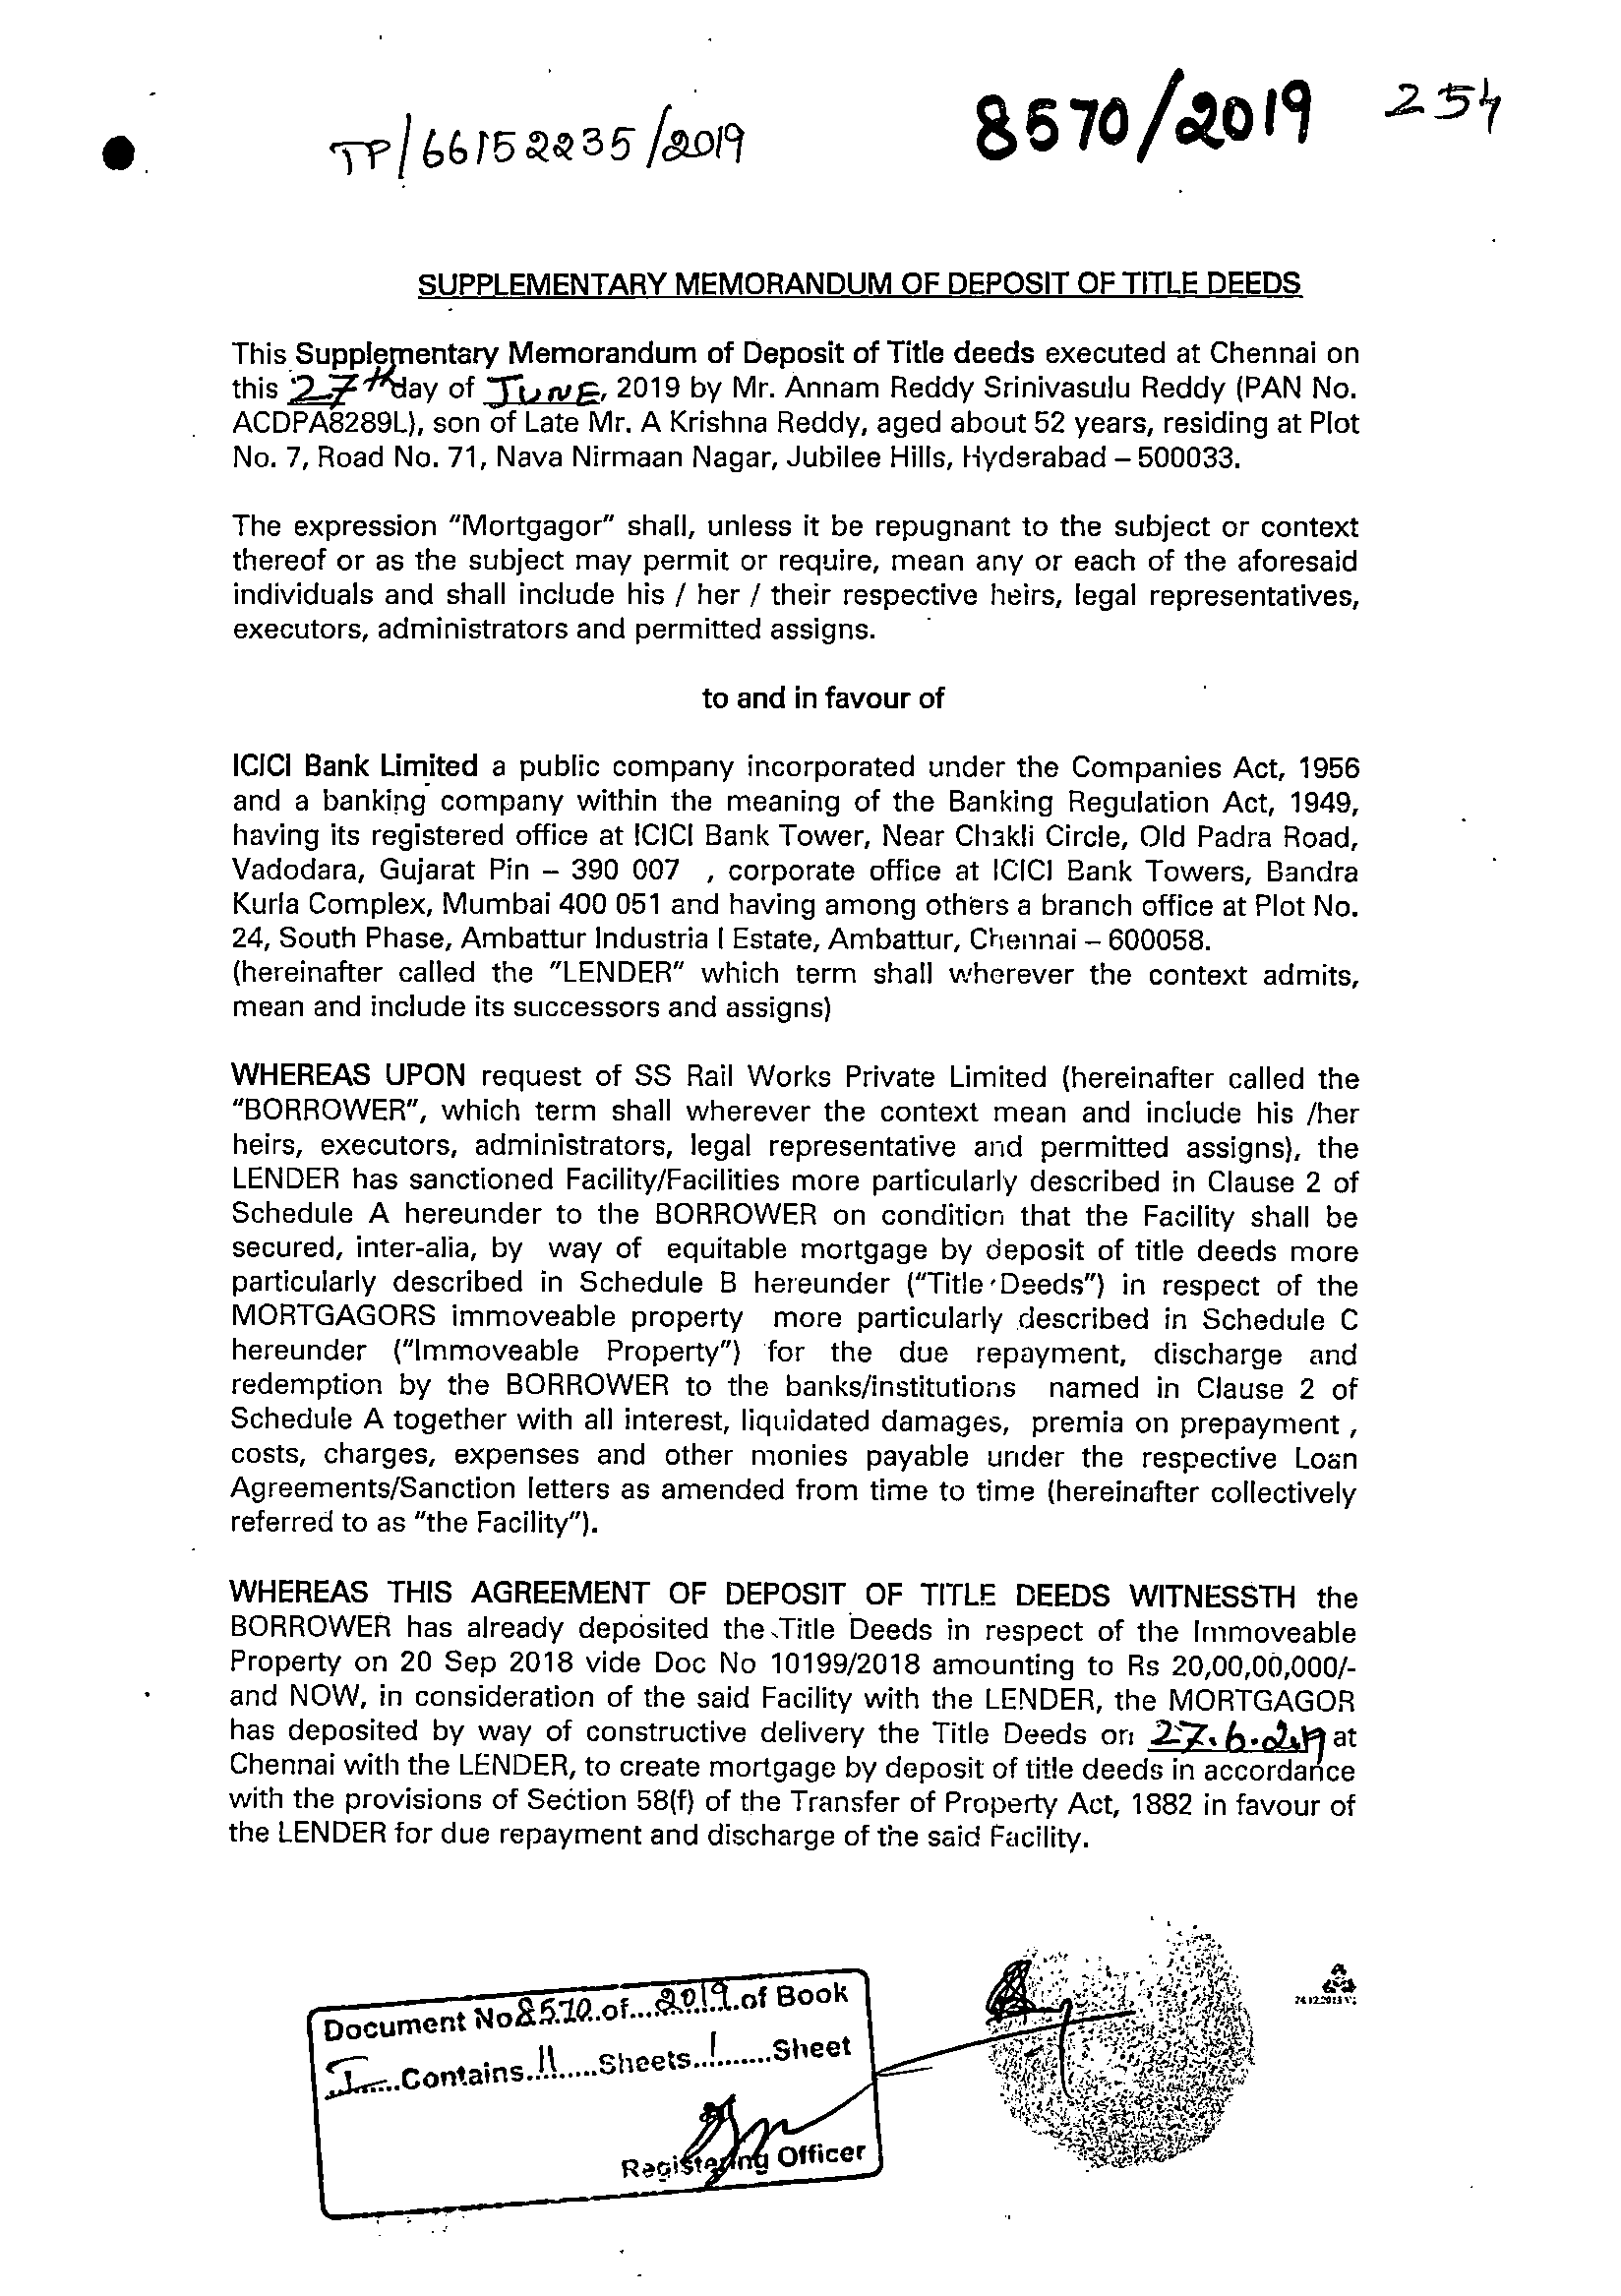 TP/66152235/2019
8570/2019
254
SUPPLEMENTARY MEMORANDUM OF DEPOSIT OF TITLE DEEDS
This Supplementary Memorandum of Deposit of Title deeds executed at Chennai on
this 27th day of JUNE, 2019 by Mr. Annam Reddy Srinivasulu Reddy (PAN No.
ACDPA8289L), son of Late Mr. A Krishna Reddy, aged about 52 years, residing at Plot
No. 7, Road No. 71, Nava Nirmaan Nagar, Jubilee Hills, Hyderabad – 500033.
The expression "Mortgagor" shall, unless it be repugnant to the subject or context
thereof or as the subject may permit or require, mean any or each of the aforesaid
individuals and shall include his / her / their respective heirs, legal representatives,
executors, administrators and permitted assigns.
to and in favour of
ICICI Bank Limited a public company incorporated under the Companies Act, 1956
and a banking company within the meaning of the Banking Regulation Act, 1949,
having its registered office at ICICI Bank Tower, Near Chakli Circle, Old Padra Road,
Vadodara, Gujarat Pin – 390 007 , corporate office at ICICI Bank Towers, Bandra
Kurla Complex, Mumbai 400 051 and having among others a branch office at Plot No.
24, South Phase, Ambattur Industria l Estate, Ambattur, Chennai – 600058.
(hereinafter called the "LENDER" which term shall wherever the context admits,
mean and include its successors and assigns)
WHEREAS UPON request of SS Rail Works Private Limited (hereinafter called the
"BORROWER", which term shall wherever the context mean and include his /her
heirs, executors, administrators, legal representative and permitted assigns), the
LENDER has sanctioned Facility/Facilities more particularly described in Clause 2 of
Schedule A hereunder to the BORROWER on condition that the Facility shall be
secured, inter-alia, by way of equitable mortgage by deposit of title deeds more
particularly described in Schedule B hereunder ("Title Deeds") in respect of the
MORTGAGORS immoveable property more particularly described in Schedule C
hereunder ("Immoveable Property") for the due repayment, discharge and
redemption by the BORROWER to the banks/institutions named in Clause 2 of
Schedule A together with all interest, liquidated damages, premia on prepayment ,
costs, charges, expenses and other monies payable under the respective Loan
Agreements/Sanction letters as amended from time to time (hereinafter collectively
referred to as "the Facility").
WHEREAS THIS AGREEMENT OF DEPOSIT OF TITLE DEEDS WITNESSTH the
BORROWER has already deposited the Title Deeds in respect of the Immoveable
Property on 20 Sep 2018 vide Doc No 10199/2018 amounting to Rs 20,00,00,000/-
and NOW, in consideration of the said Facility with the LENDER, the MORTGAGOR
has deposited by way of constructive delivery the Title Deeds on 27.6.2019 at
Chennai with the LENDER, to create mortgage by deposit of title deeds in accordance
with the provisions of Section 58(f) of the Transfer of Property Act, 1882 in favour of
the LENDER for due repayment and discharge of the said Facility.
Document No 8570..of...2019..of Book
I.....Contains..11.....Sheets..1........Sheet
Registering Officer